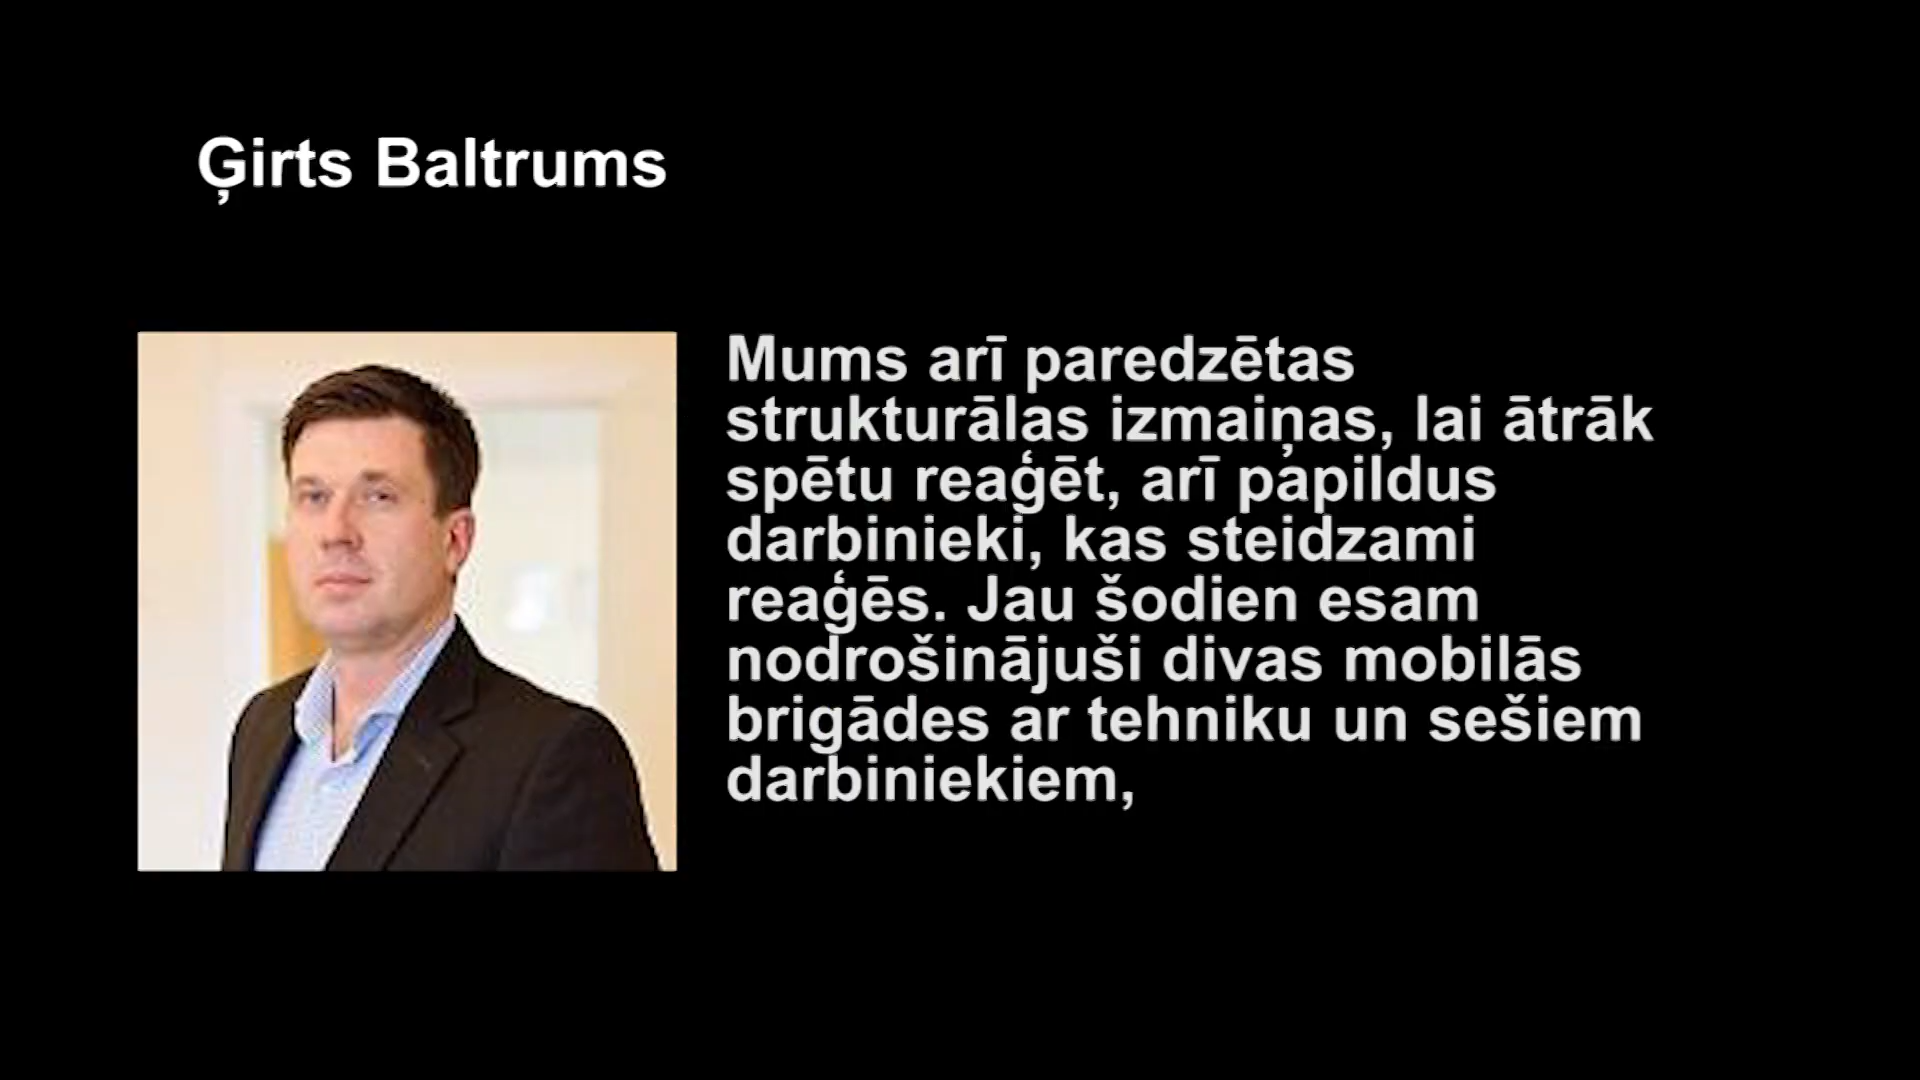 Ģirts Baltrums
Mums arī paredzētas
strukturālas izmaiņas, lai ātrāk
spētu reaģēt, arī papildus
darbinieki, kas steidzami
reaģēs. Jau šodien esam
nodrošinājuši divas mobilās
brigādes ar tehniku un sešiem
darbiniekiem,